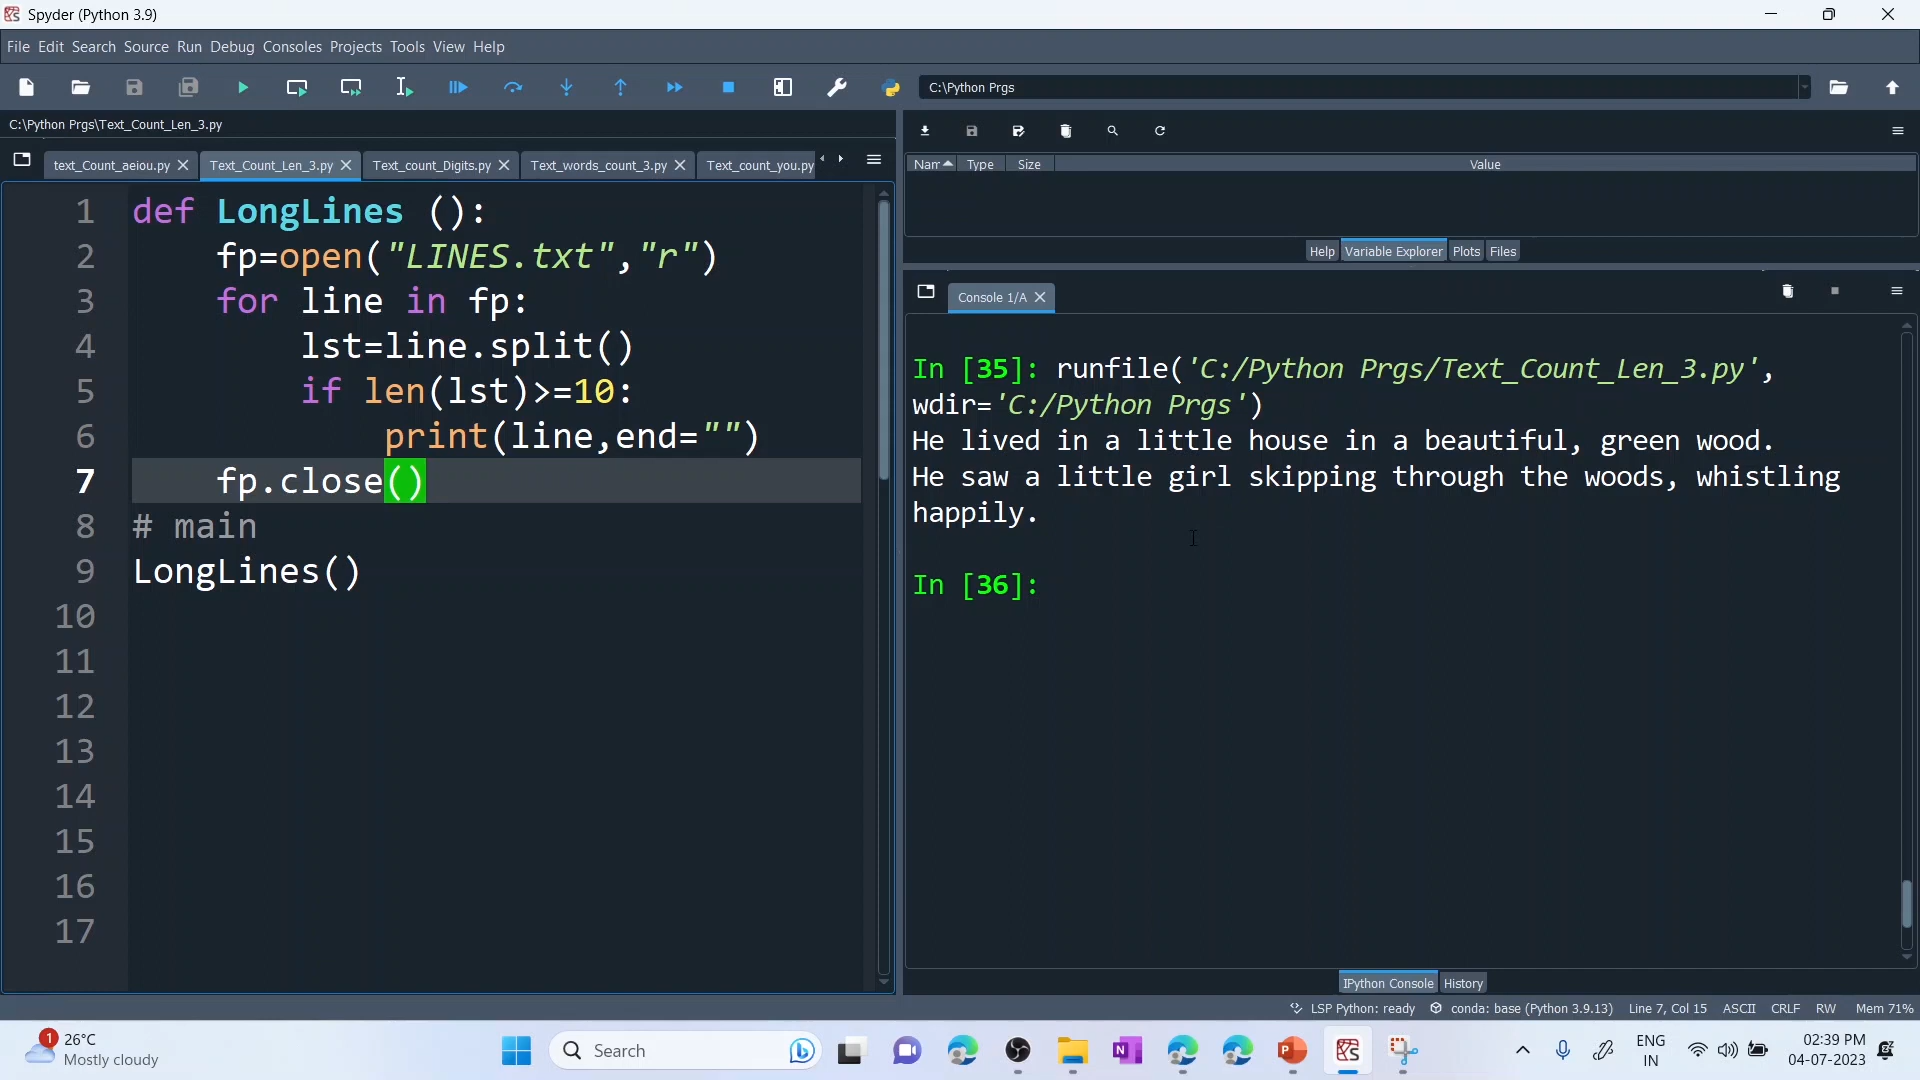 Spyder (Python 3.9)
File Edit Search Source Run Debug Consoles Projects Tools View Help
C:\Python Prgs
C:\Python Prgs\Text_Count_Len_3.py
text_Count_aeiou.py Text_Count_Len_3.py Text_count_Digits.py Text_words_count_3.py Text_count_you.py
1 def LongLines ():
2 fp=open("LINES.txt","r")
3 for line in fp:
4 lst=line.split()
5 if len(lst)>=10:
6 print(line,end="")
7 fp.close()
8 # main
9 LongLines()
10
11
12
13
14
15
16
17
Nam Type Size Value
Help Variable Explorer Plots Files
Console 1/A
In [35]: runfile('C:/Python Prgs/Text_Count_Len_3.py',
wdir='C:/Python Prgs')
He lived in a little house in a beautiful, green wood.
He saw a little girl skipping through the woods, whistling
happily.
In [36]:
IPython Console History
LSP Python: ready conda: base (Python 3.9.13) Line 7, Col 15 ASCII CRLF RW Mem 71%
1 26°C
Mostly cloudy
Search
N
P
ENG
IN
02:39 PM
04-07-2023